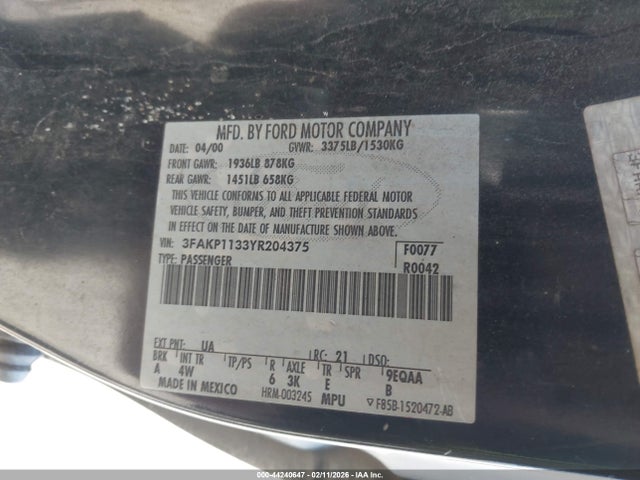 MFD. BY FORD MOTOR COMPANY
DATE: 04/00 GVWR: 3375LB/1530KG
FRONT GAWR: 1936LB 878KG
REAR GAWR: 1451LB 658KG
THIS VEHICLE CONFORMS TO ALL APPLICABLE FEDERAL MOTOR
VEHICLE SAFETY, BUMPER, AND THEFT PREVENTION STANDARDS
IN EFFECT ON THE DATE OF MANUFACTURE SHOWN ABOVE.
VIN: 3FAKP1133YR204375 F0077
TYPE: PASSENGER R0042
EXT PNT: UA RC: 21 DSO:
BRK INT TR TP/PS R AXLE TR SPR 9EQAA
A 4W 6 3K E B
MADE IN MEXICO HRM-003245 MPU F85B-1520472-AB
000-44240647 - 02/11/2026 - IAA Inc.